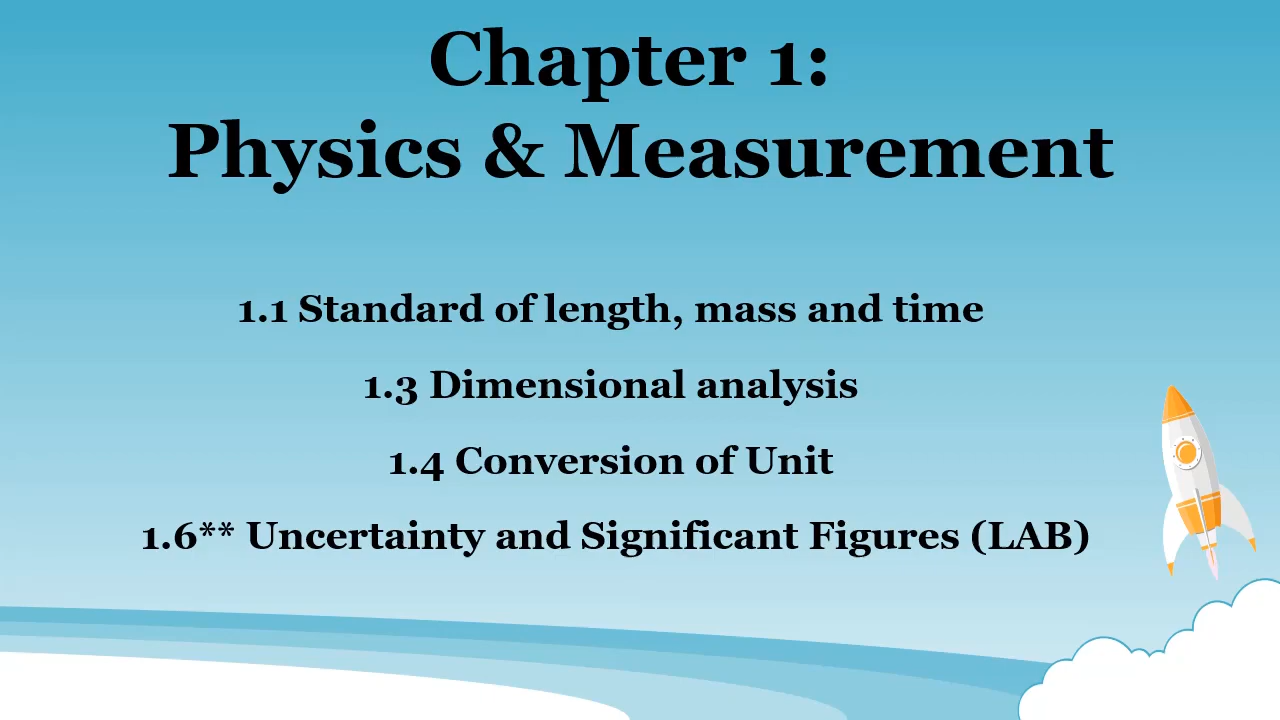 Chapter 1:
Physics & Measurement
1.1 Standard of length, mass and time
1.3 Dimensional analysis
1.4 Conversion of Unit
1.6** Uncertainty and Significant Figures (LAB)